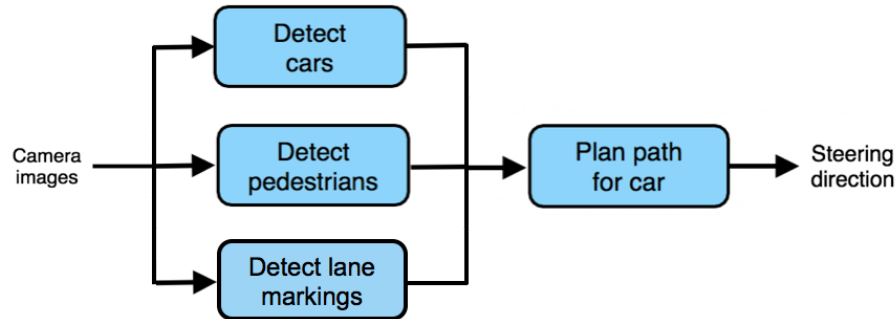 Detect
cars
Camera
images
Detect
pedestrians
Plan path
for car
Steering
direction
Detect lane
markings